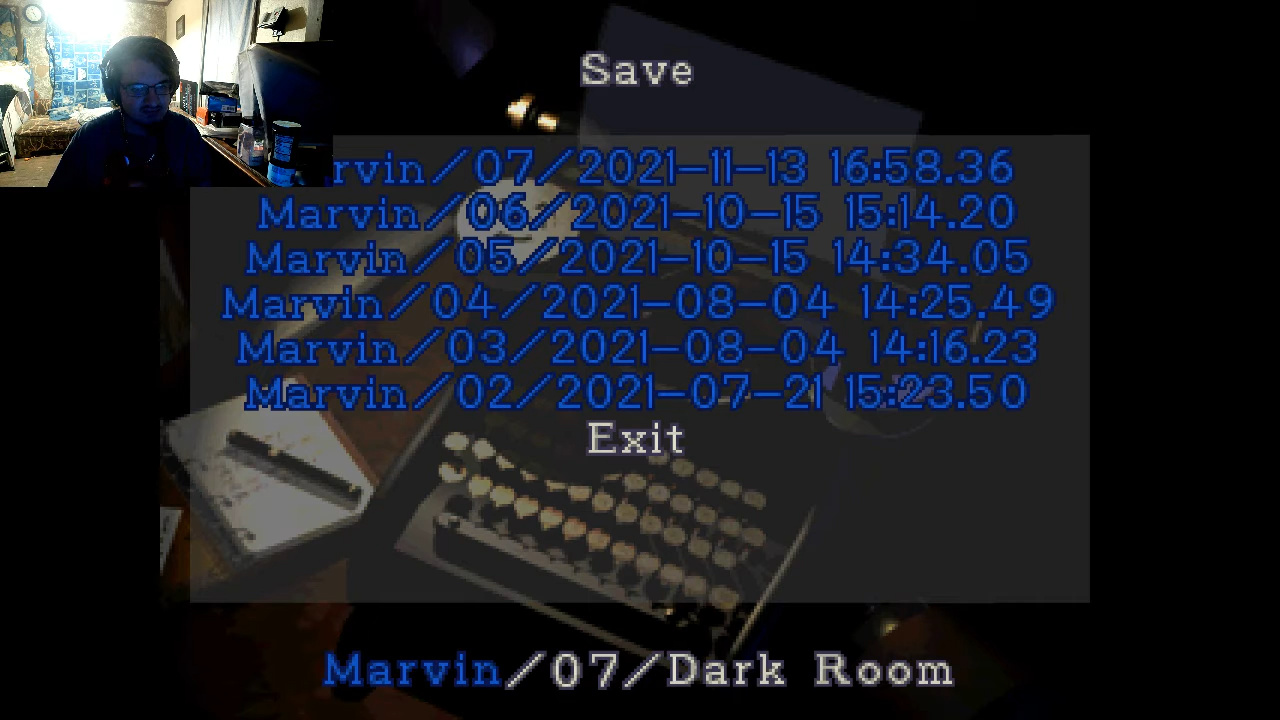 Save
rvin/07/2021-11-13 16:58.36
Marvin/06/2021-10-15 15:14.20
Marvin/05/2021-10-15 14:34.05
Marvin/04/2021-08-04 14:25.49
Marvin/03/2021-08-04 14:16.23
Marvin/02/2021-07-21 15:23.50
Exit
Marvin/07/Dark Room